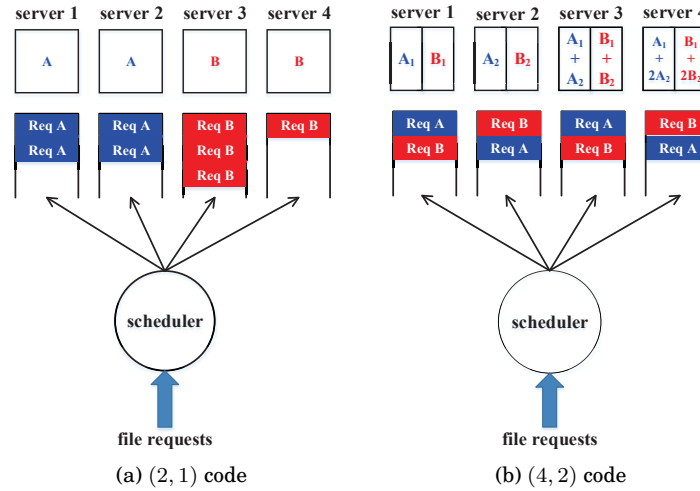 server 1 server 2 server 3 server 4
A A B B
Req A Req A Req B Req B
Req A Req A Req B
Req B
scheduler
file requests
(a) (2, 1) code
server 1 server 2 server 3 server 4
A₁ B₁ A₂ B₂ A₁ + A₂ B₁ + B₂ A₁ + 2A₂ B₁ + 2B₂
Req A Req B Req A Req B
Req B Req A Req B Req A
scheduler
file requests
(b) (4, 2) code